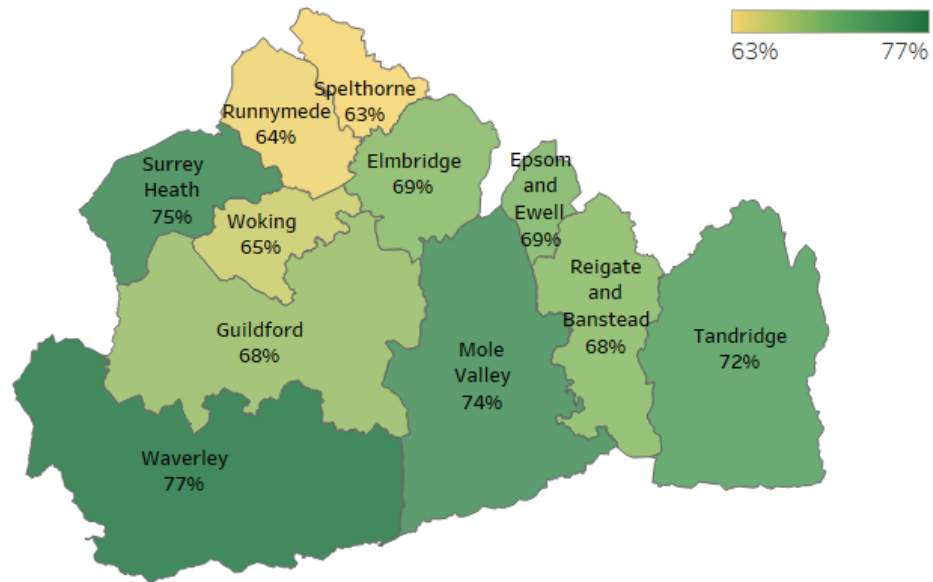 63%
77%
Spelthorne
63%
Runnymede
64%
Elmbridge
69%
Epsom
and
Ewell
69%
Surrey
Heath
75%
Woking
65%
Reigate
and
Banstead
68%
Guildford
68%
Mole
Valley
74%
Tandridge
72%
Waverley
77%